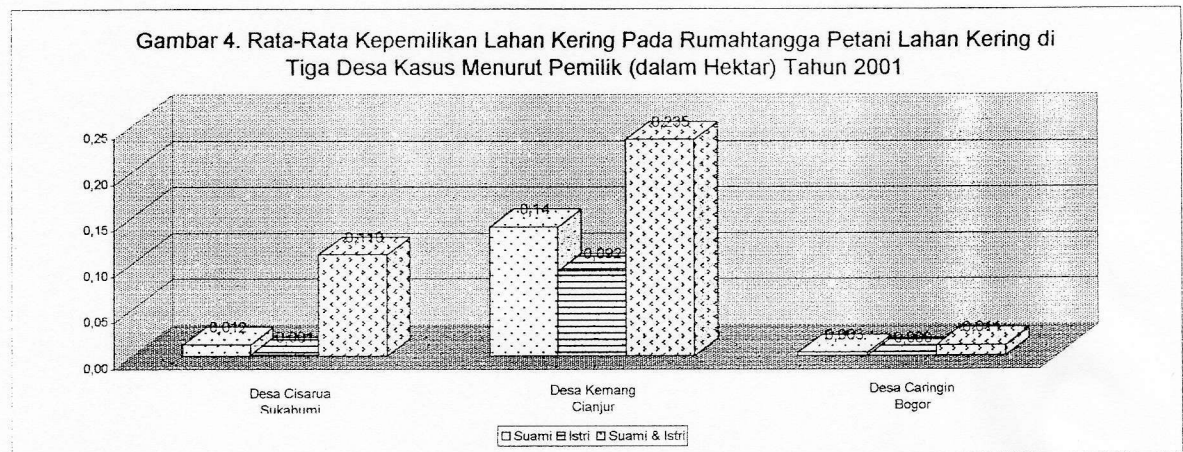 Gambar 4. Rata-Rata Kepemilikan Lahan Kering Pada Rumahtangga Petani Lahan Kering di
Tiga Desa Kasus Menurut Pemilik (dalam Hektar) Tahun 2001
0,25
0,20
0,15
0,10
0,05
0,00
0,012
0,001
0,14
0,092
0,235
0,011
Desa Cisarua
Sukabumi
Desa Kemang
Cianjur
Desa Caringin
Bogor
Suami Istri Suami & Istri